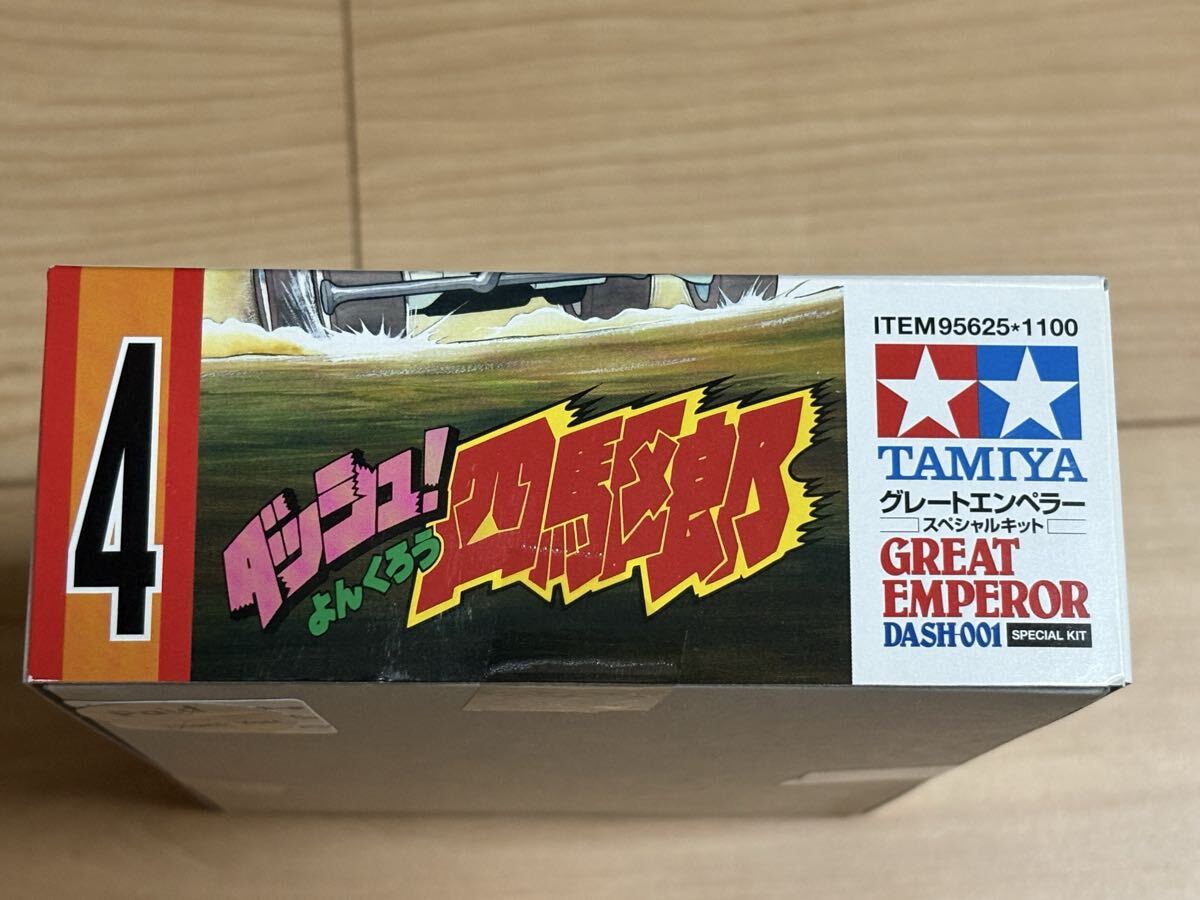 4
ダッシュ!
よんくろう
四駆郎
ITEM95625*1100
TAMIYA
グレートエンペラー
スペシャルキット
GREAT
EMPEROR
DASH-001 SPECIAL KIT